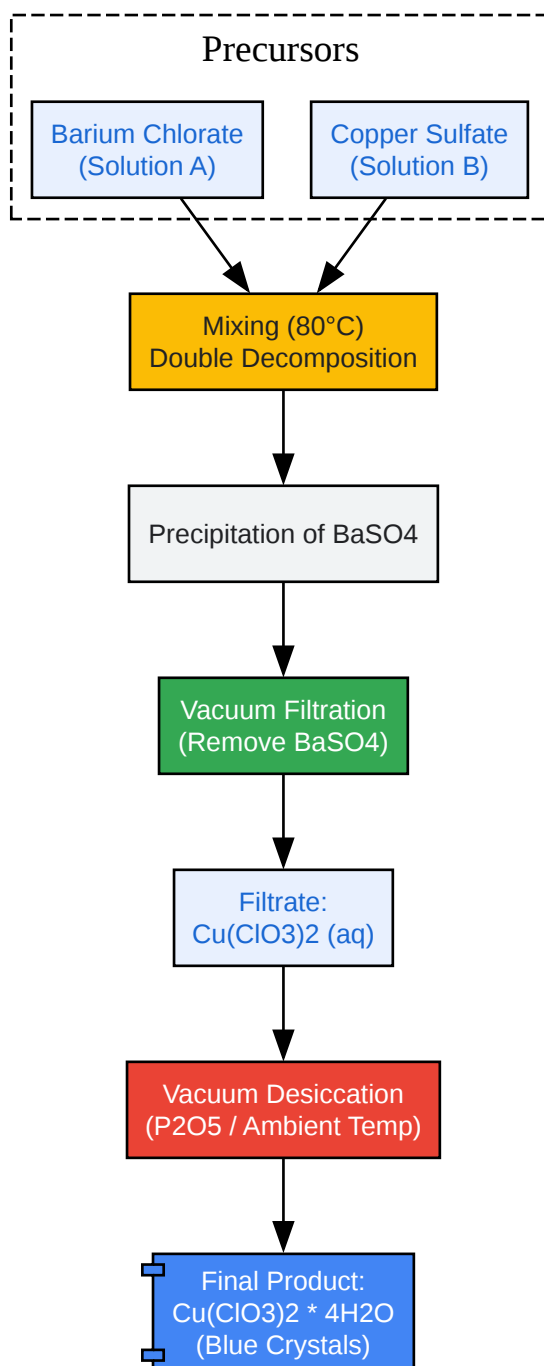 Precursors
Barium Chlorate
(Solution A)
Copper Sulfate
(Solution B)
Mixing (80°C)
Double Decomposition
Precipitation of BaSO4
Vacuum Filtration
(Remove BaSO4)
Filtrate:
Cu(ClO3)2 (aq)
Vacuum Desiccation
(P2O5 / Ambient Temp)
Final Product:
Cu(ClO3)2 * 4H2O
(Blue Crystals)